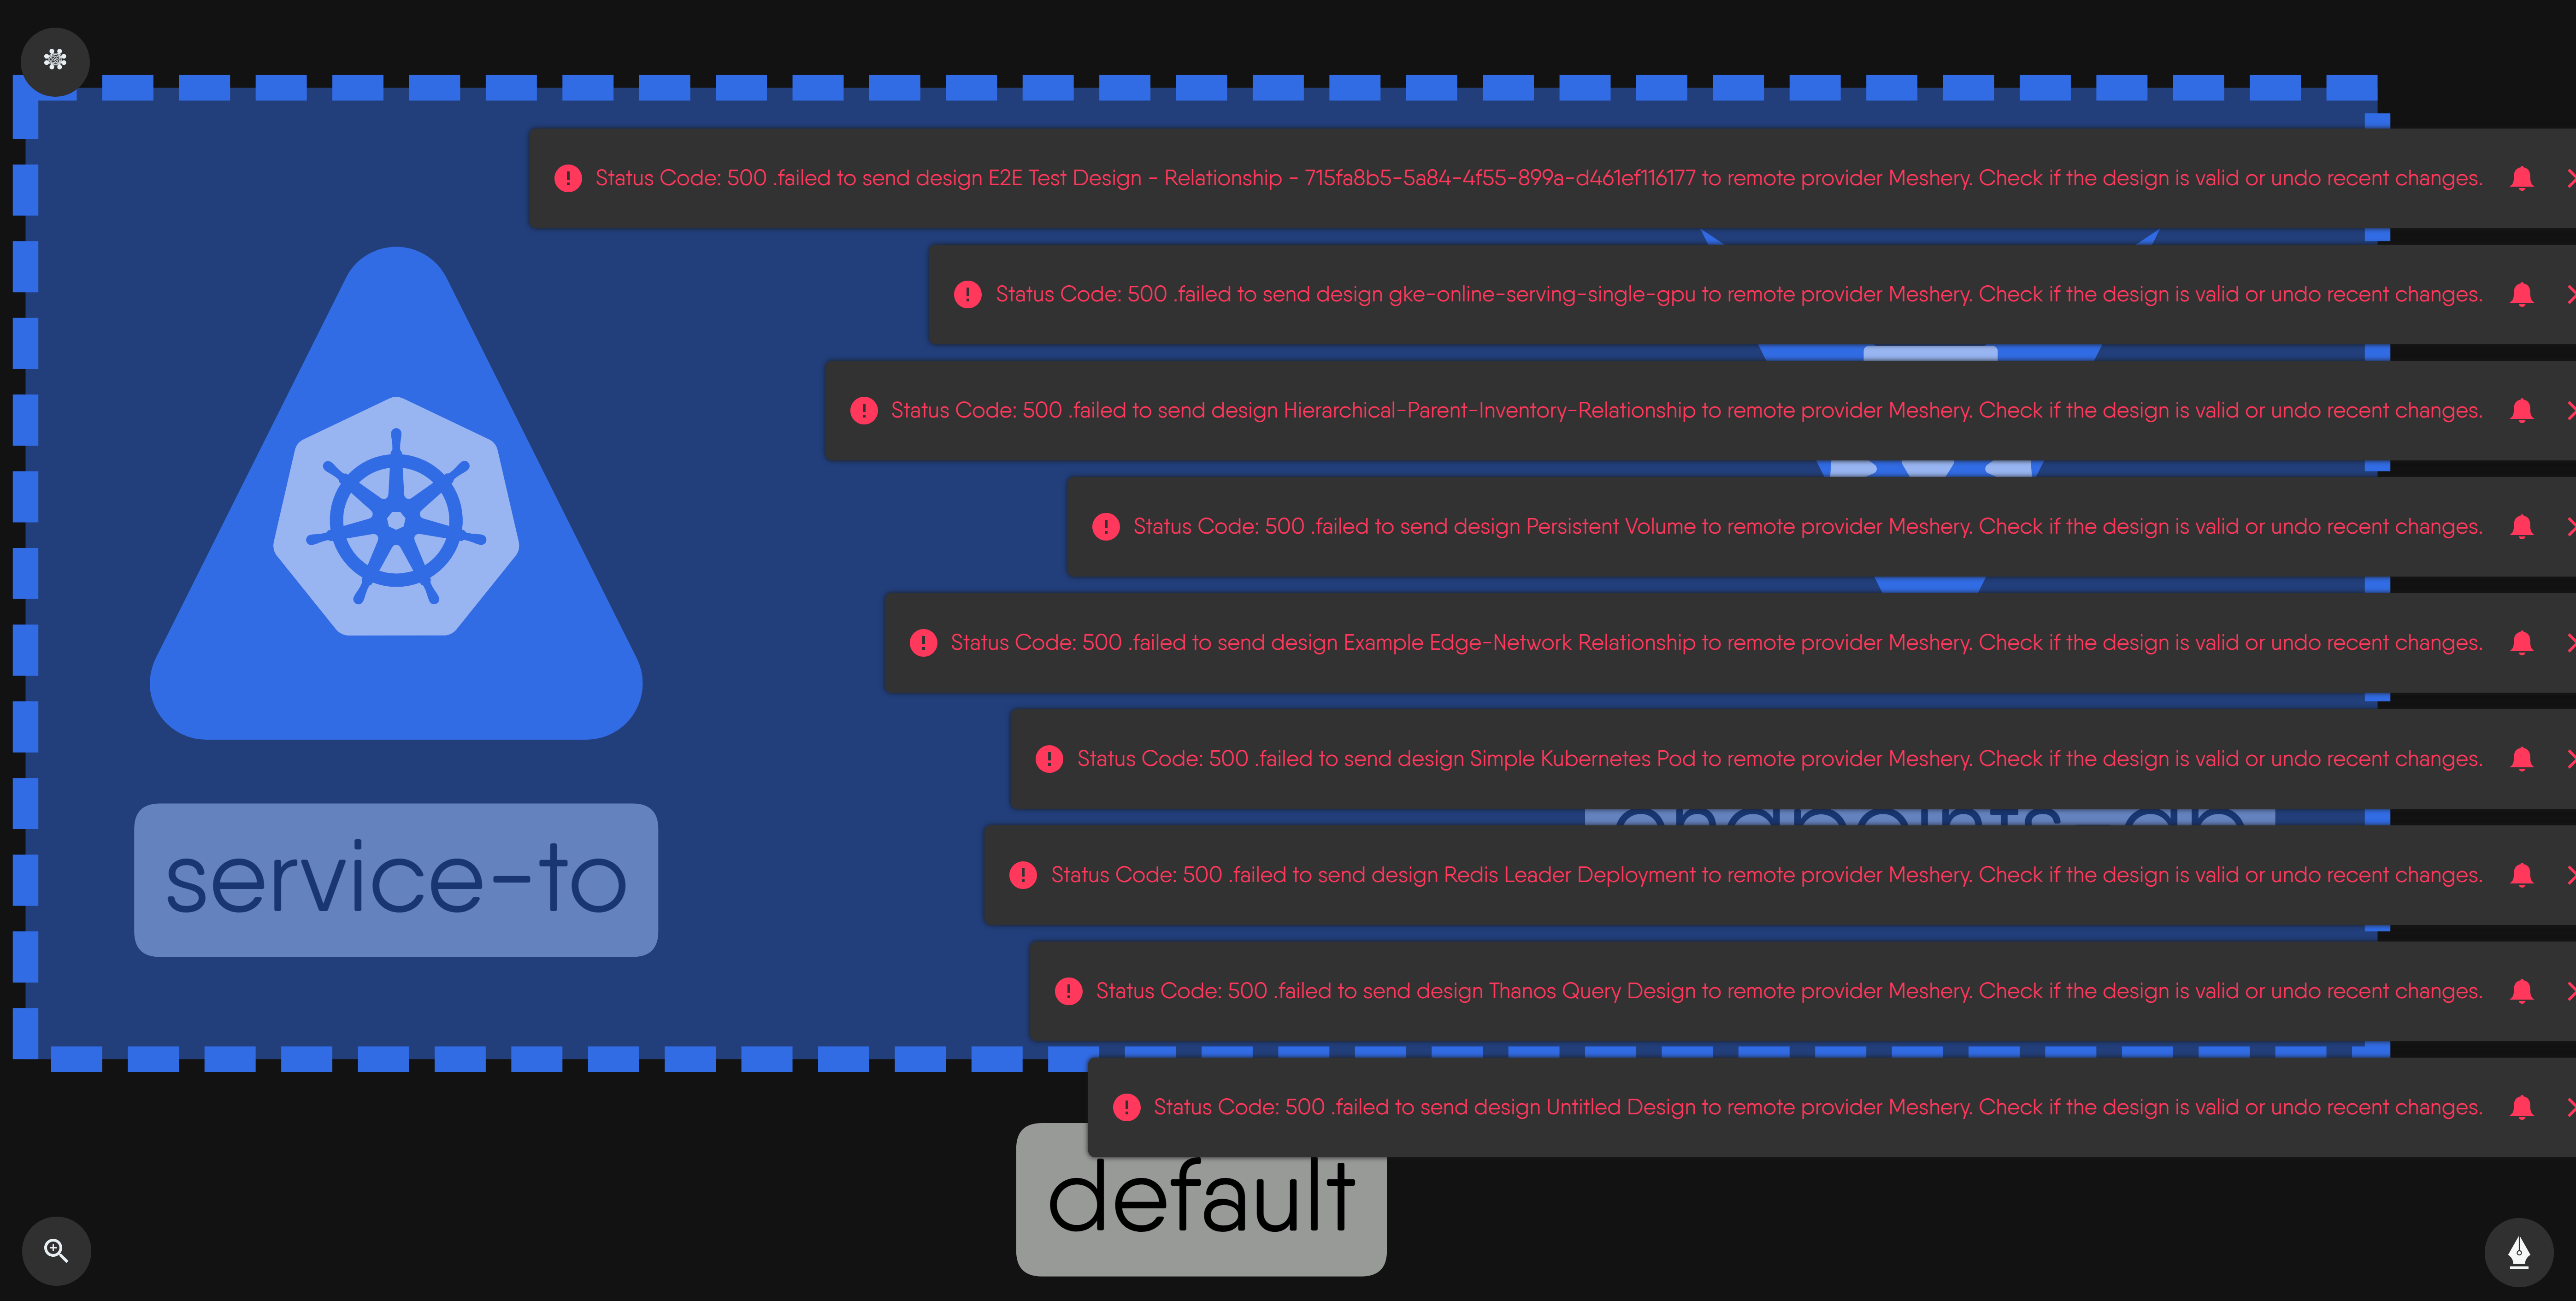 Status Code: 500 .failed to send design E2E Test Design - Relationship - 715fa8b5-5a84-4f55-899a-d461ef116177 to remote provider Meshery. Check if the design is valid or undo recent changes.
Status Code: 500 .failed to send design gke-online-serving-single-gpu to remote provider Meshery. Check if the design is valid or undo recent changes.
Status Code: 500 .failed to send design Hierarchical-Parent-Inventory-Relationship to remote provider Meshery. Check if the design is valid or undo recent changes.
Status Code: 500 .failed to send design Persistent Volume to remote provider Meshery. Check if the design is valid or undo recent changes.
Status Code: 500 .failed to send design Example Edge-Network Relationship to remote provider Meshery. Check if the design is valid or undo recent changes.
Status Code: 500 .failed to send design Simple Kubernetes Pod to remote provider Meshery. Check if the design is valid or undo recent changes.
Status Code: 500 .failed to send design Redis Leader Deployment to remote provider Meshery. Check if the design is valid or undo recent changes.
service-to
Status Code: 500 .failed to send design Thanos Query Design to remote provider Meshery. Check if the design is valid or undo recent changes.
Status Code: 500 .failed to send design Untitled Design to remote provider Meshery. Check if the design is valid or undo recent changes.
default